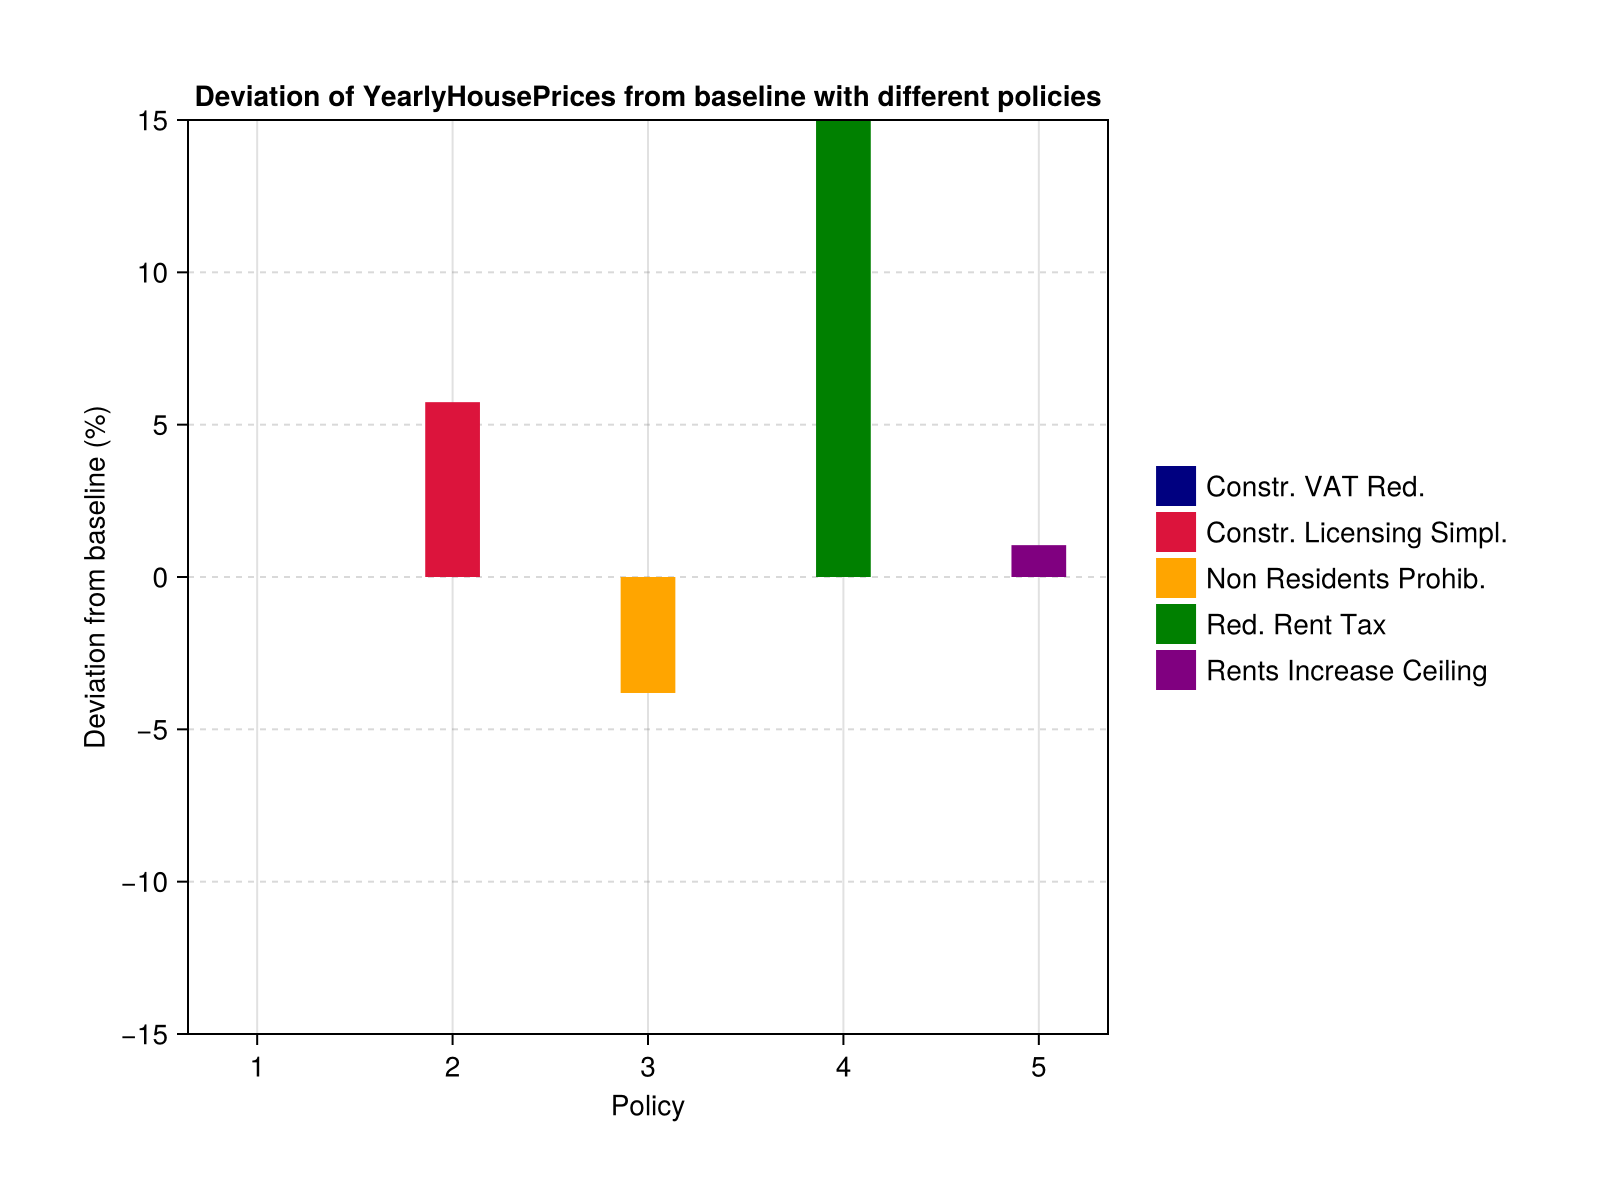 Deviation of YearlyHousePrices from baseline with different policies
15
10
5
0
−5
−10
−15
Deviation from baseline (%)
1 2 3 4 5
Policy
Constr. VAT Red.
Constr. Licensing Simpl.
Non Residents Prohib.
Red. Rent Tax
Rents Increase Ceiling